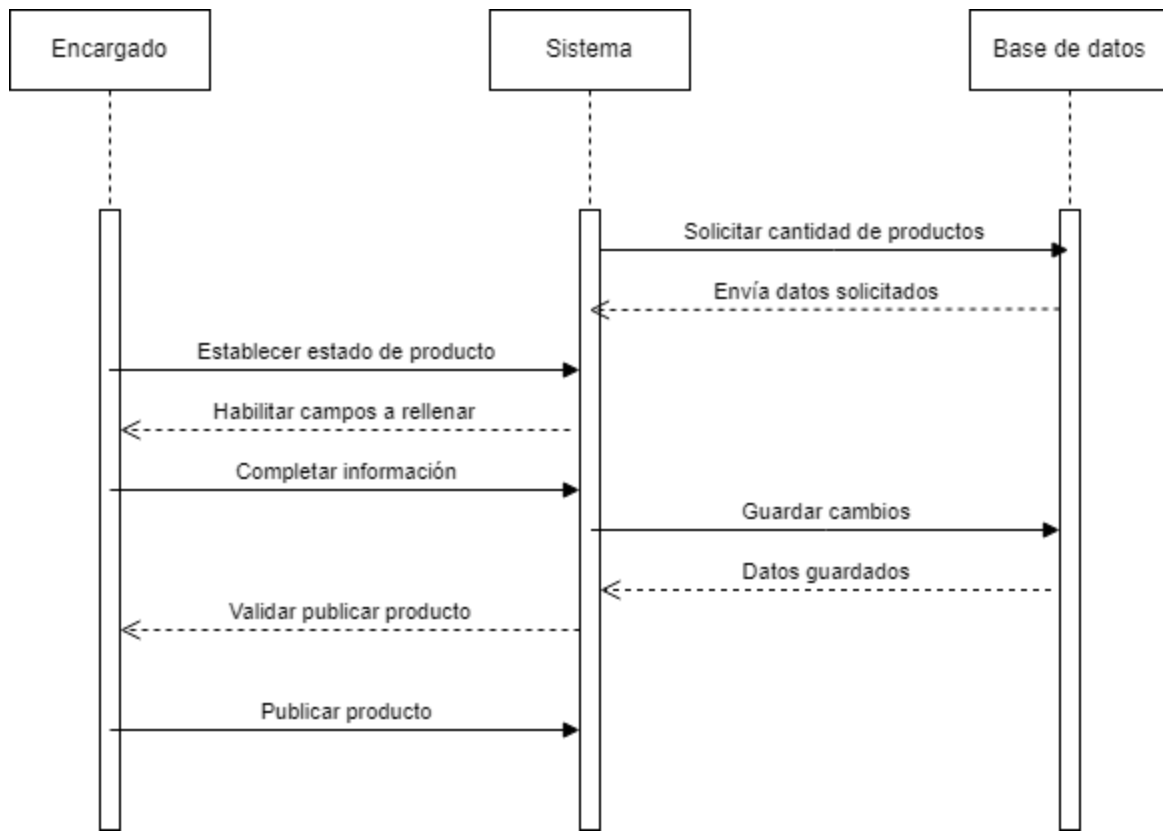 Encargado
Sistema
Base de datos
Solicitar cantidad de productos
Envía datos solicitados
Establecer estado de producto
Habilitar campos a rellenar
Completar información
Guardar cambios
Datos guardados
Validar publicar producto
Publicar producto